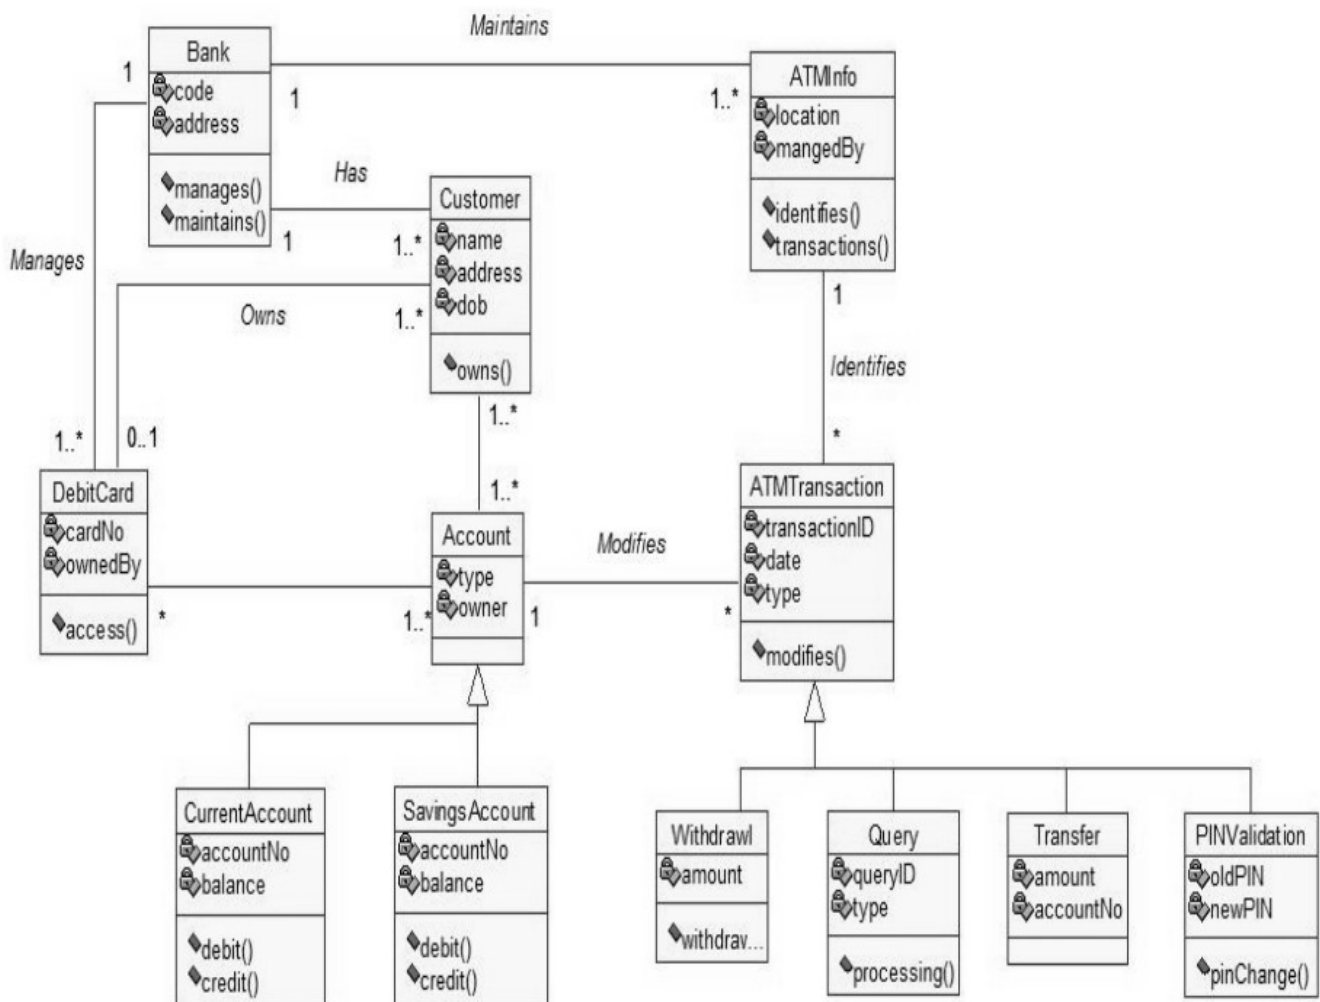 Maintains
Bank
code
address
manages()
maintains()
1
1
1..*
ATMInfo
location
mangedBy
identifies()
transactions()
Has
1
1..*
Customer
name
address
dob
owns()
Manages
Owns
1..*
1
Identifies
*
1..*
0..1
1..*
1..*
DebitCard
cardNo
ownedBy
access()
*
1..*
Account
type
owner
1
Modifies
*
ATMTransaction
transactionID
date
type
modifies()
CurrentAccount
accountNo
balance
debit()
credit()
SavingsAccount
accountNo
balance
debit()
credit()
Withdrawl
amount
withdraw...
Query
queryID
type
processing()
Transfer
amount
accountNo
PINValidation
oldPIN
newPIN
pinChange()